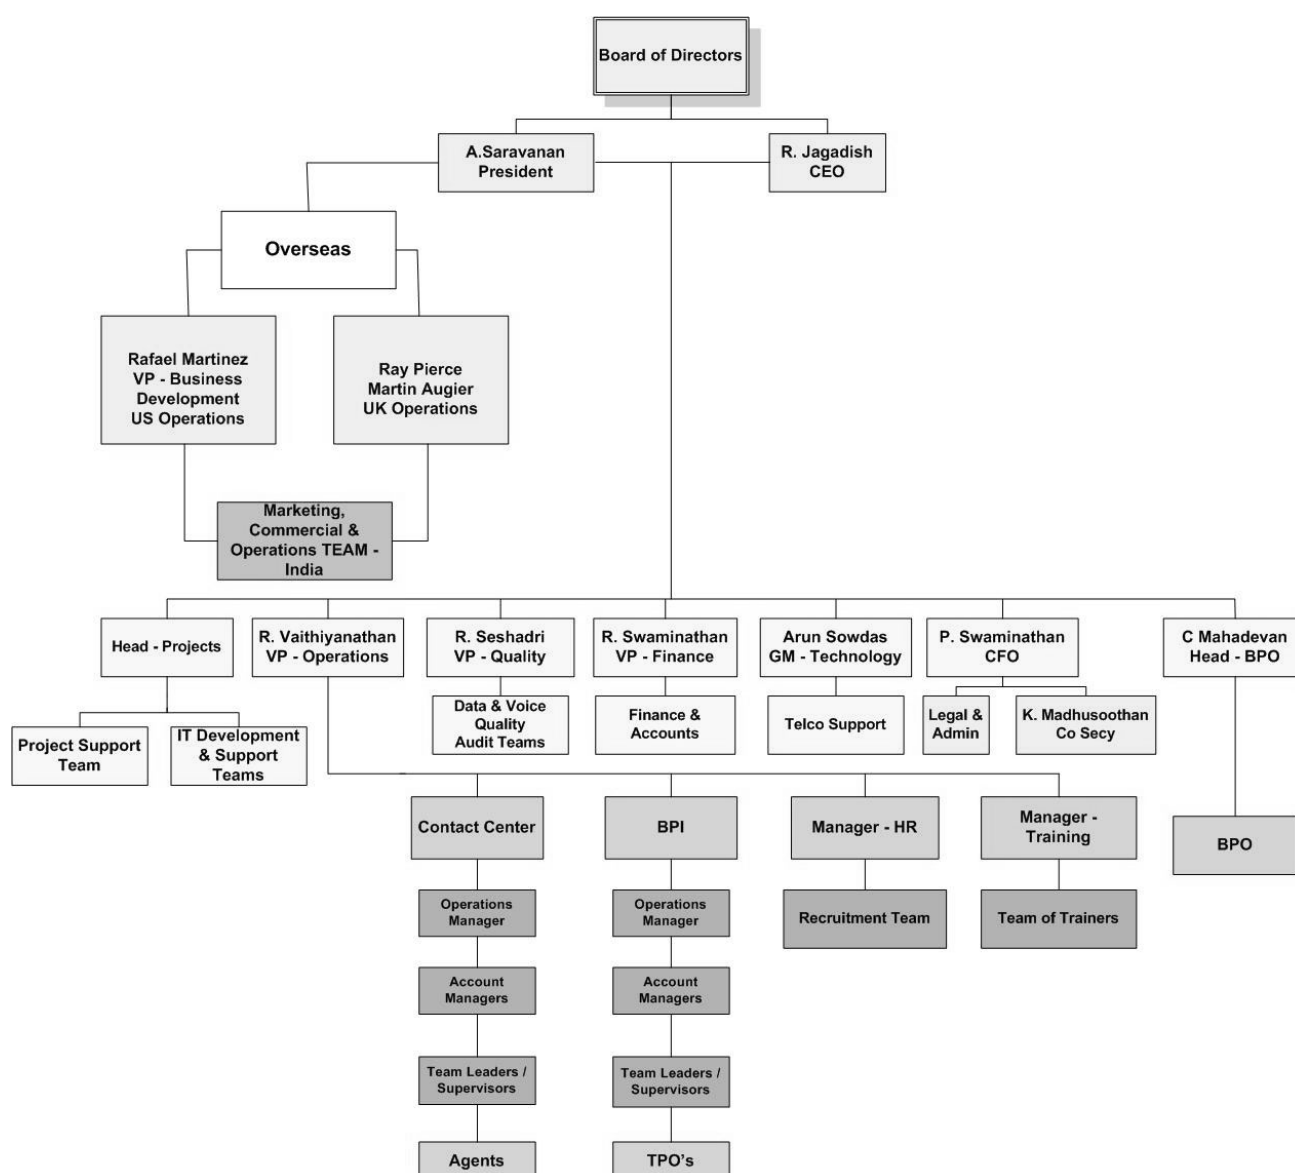 Board of Directors
A.Saravanan
President
R. Jagadish
CEO
Overseas
Rafael Martinez
VP - Business
Development
US Operations
Ray Pierce
Martin Augier
UK Operations
Marketing,
Commercial &
Operations TEAM -
India
Head - Projects
R. Vaithiyanathan
VP - Operations
R. Seshadri
VP - Quality
R. Swaminathan
VP - Finance
Arun Sowdas
GM - Technology
P. Swaminathan
CFO
C Mahadevan
Head - BPO
Project Support
Team
IT Development
& Support
Teams
Data & Voice
Quality
Audit Teams
Finance &
Accounts
Telco Support
Legal &
Admin
K. Madhusoothan
Co Secy
Contact Center
BPI
Manager - HR
Manager -
Training
BPO
Operations
Manager
Operations
Manager
Recruitment Team
Team of Trainers
Account
Managers
Account
Managers
Team Leaders /
Supervisors
Team Leaders /
Supervisors
Agents
TPO's